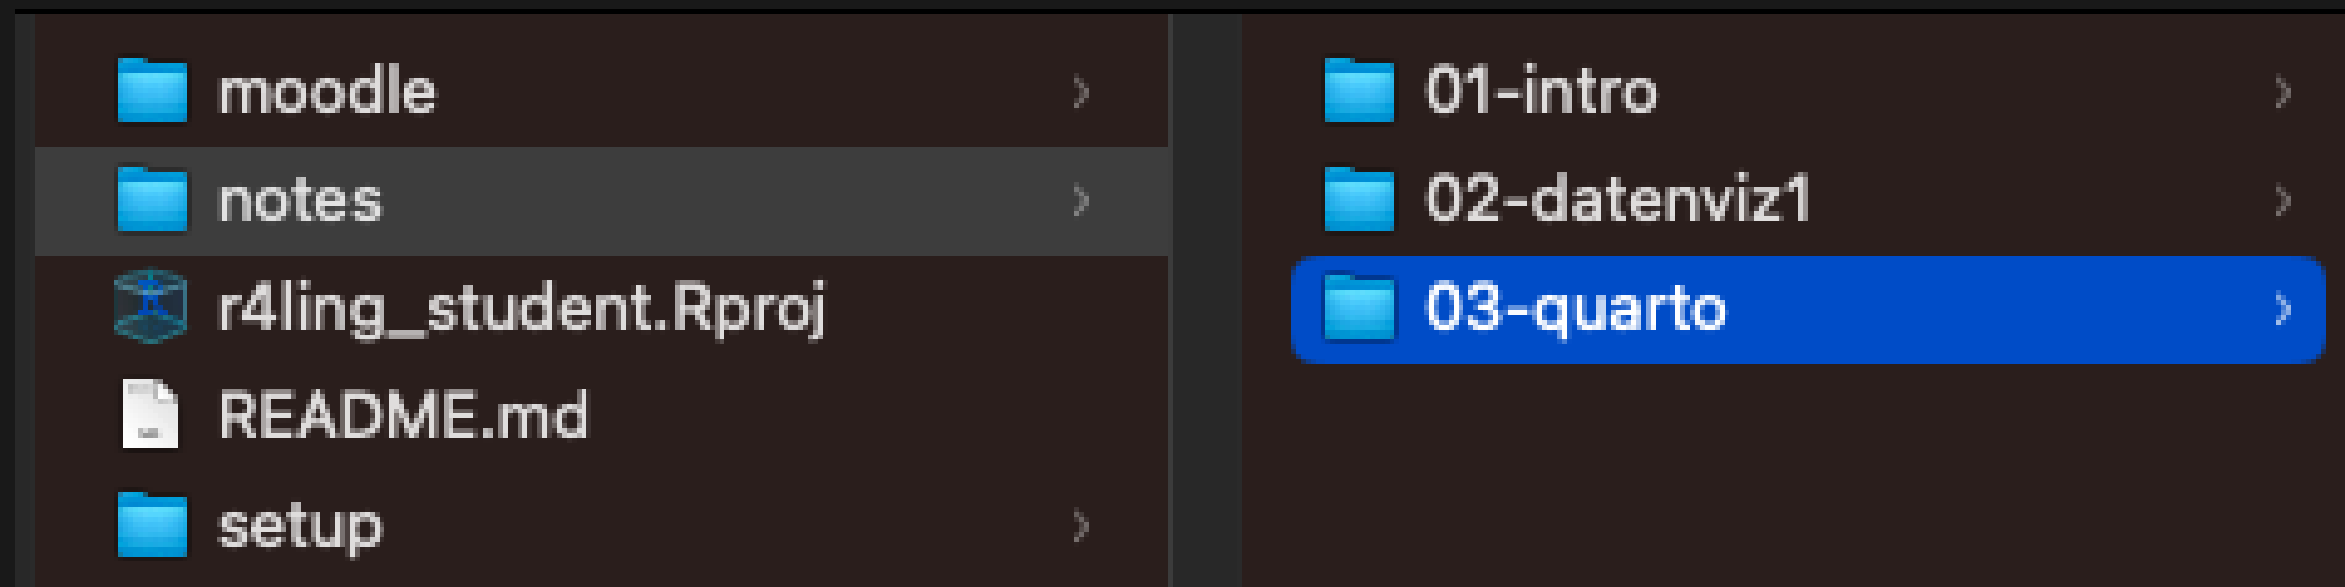 moodle
notes
r4ling_student.Rproj
README.md
setup
01-intro
02-datenviz1
03-quarto